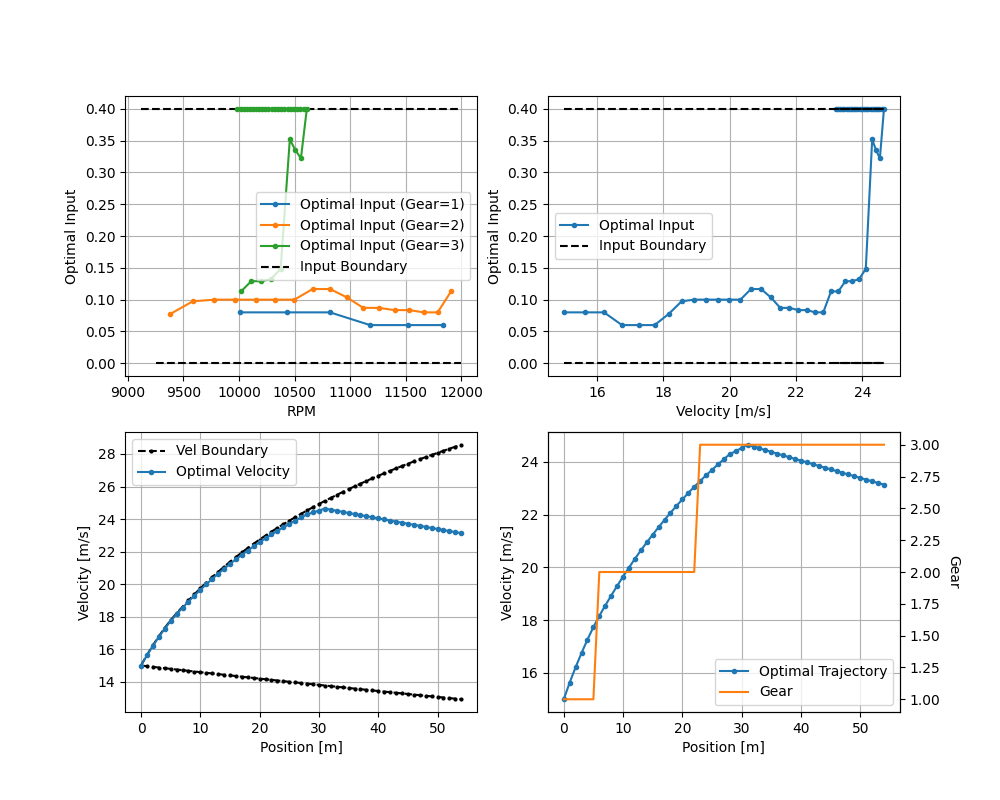 0.40
0.35
0.30
0.25
0.20
0.15
0.10
0.05
0.00
Optimal Input
Optimal Input (Gear=1)
Optimal Input (Gear=2)
Optimal Input (Gear=3)
Input Boundary
9000 9500 10000 10500 11000 11500 12000
RPM
0.40
0.35
0.30
0.25
0.20
0.15
0.10
0.05
0.00
Optimal Input
Optimal Input
Input Boundary
16 18 20 22 24
Velocity [m/s]
28
26
24
22
20
18
16
14
Velocity [m/s]
Vel Boundary
Optimal Velocity
0 10 20 30 40 50
Position [m]
24
22
20
18
16
Velocity [m/s]
Optimal Trajectory
Gear
3.00
2.75
2.50
2.25
2.00
1.75
1.50
1.25
1.00
Gear
0 10 20 30 40 50
Position [m]